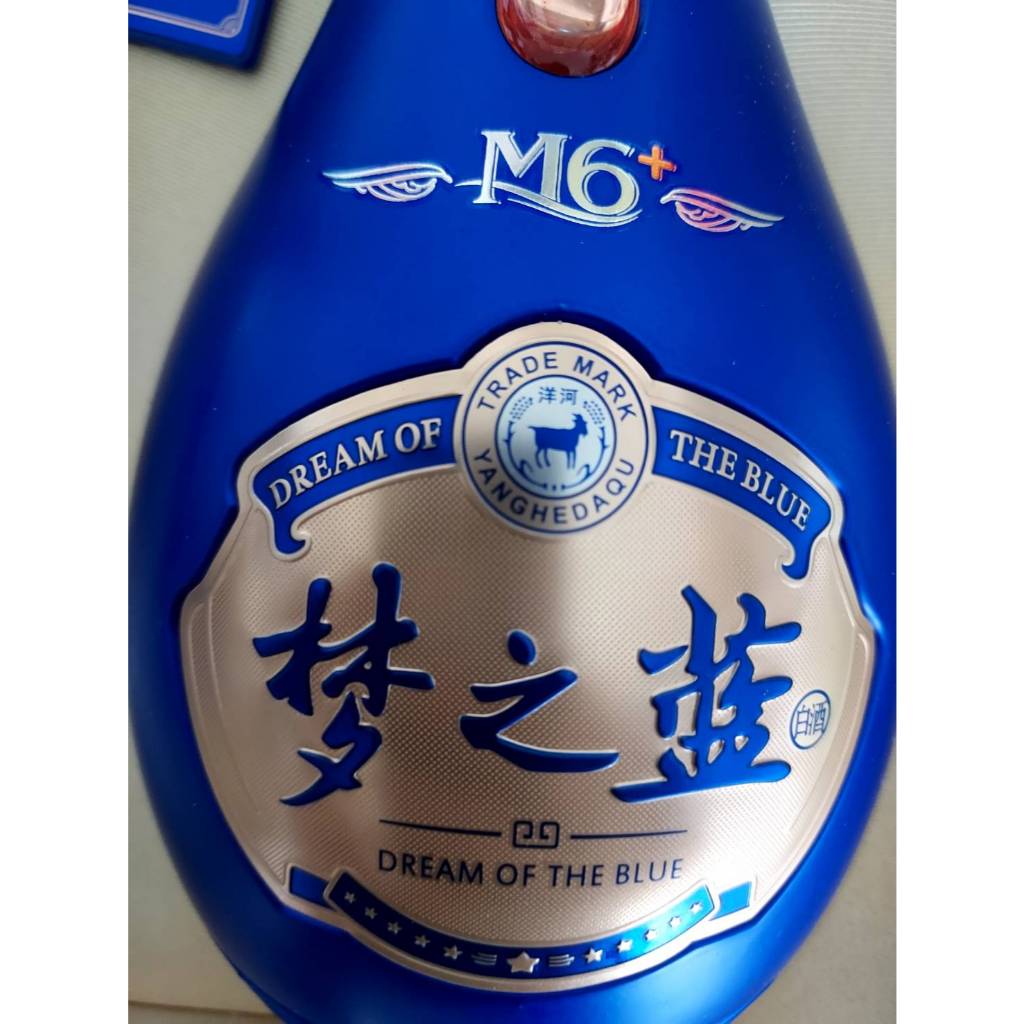 M6+
TRADE MARK
洋河
YANGHEDAQU
DREAM OF THE BLUE
梦之蓝
白酒
DREAM OF THE BLUE